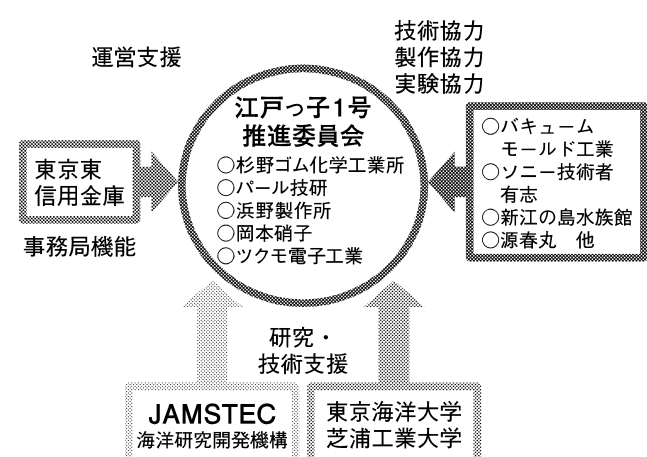 運営支援
技術協力
製作協力
実験協力
江戸っ子1号
推進委員会
○杉野ゴム化学工業所
○パール技研
○浜野製作所
○岡本硝子
○ツクモ電子工業
東京東
信用金庫
事務局機能
○バキューム
モールド工業
○ソニー技術者
有志
○新江の島水族館
○源春丸　他
研究・
技術支援
JAMSTEC
海洋研究開発機構
東京海洋大学
芝浦工業大学